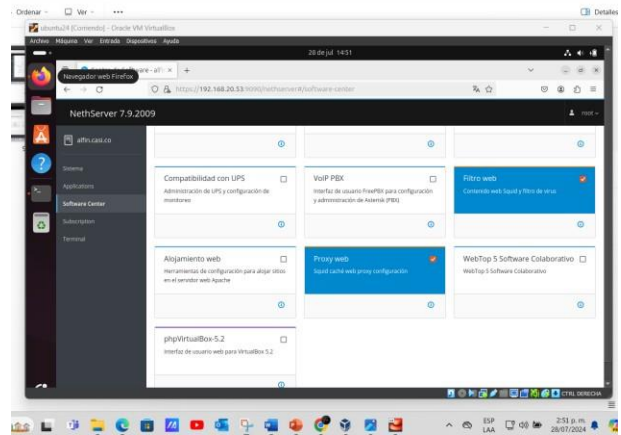 Ordenar
Ver
Detalles
ubuntu24 [Corriendo] - Oracle VM VirtualBox
Archivo Máquina Ver Entrada Dispositivos Ayuda
28 de jul 14:51
Navegador web Firefox
https://192.168.20.53:9090/nethserver#/software-center
NethServer 7.9.2009
root
alfin.casi.co
Sistema
Applications
Software Center
Subscription
Terminal
Compatibilidad con UPS
Administración de UPS y configuración de
monitoreo
VoIP PBX
Interfaz de usuario FreePBX para configuración
y administración de Asterisk (PBX)
Filtro web
Contenido web Squid y filtro de virus
Alojamiento web
Herramientas de configuración para alojar sitios
en el servidor web Apache
Proxy web
Squid caché web proxy configuración
WebTop 5 Software Colaborativo
WebTop 5 Software Colaborativo
phpVirtualBox-5.2
Interfaz de usuario web para VirtualBox 5.2
CTRL DERECHA
ESP
LAA
2:51 p. m.
28/07/2024